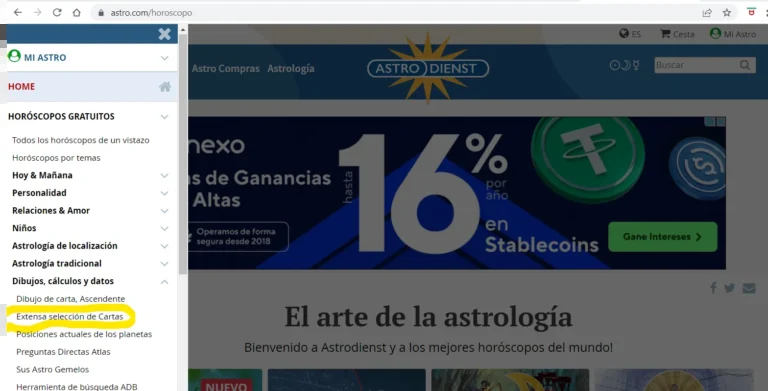 astro.com/horoscopo
MI ASTRO
HOME
HORÓSCOPOS GRATUITOS
Todos los horóscopos de un vistazo
Horóscopos por temas
Hoy & Mañana
Personalidad
Relaciones & Amor
Niños
Astrología de localización
Astrología tradicional
Dibujos, cálculos y datos
Dibujo de carta, Ascendente
Extensa selección de Cartas
Posiciones actuales de los planetas
Preguntas Directas Atlas
Sus Astro Gemelos
Herramienta de búsqueda ADB
ES
Cesta
Mi Astro
Astro Compras
Astrología
ASTRO DIENST
Buscar
nexo
as de Ganancias
Altas
Operamos de forma
segura desde 2018
hasta
16%
por
año
en
Stablecoins
Gane Intereses
El arte de la astrología
Bienvenido a Astrodienst y a los mejores horóscopos del mundo!
NUEVO